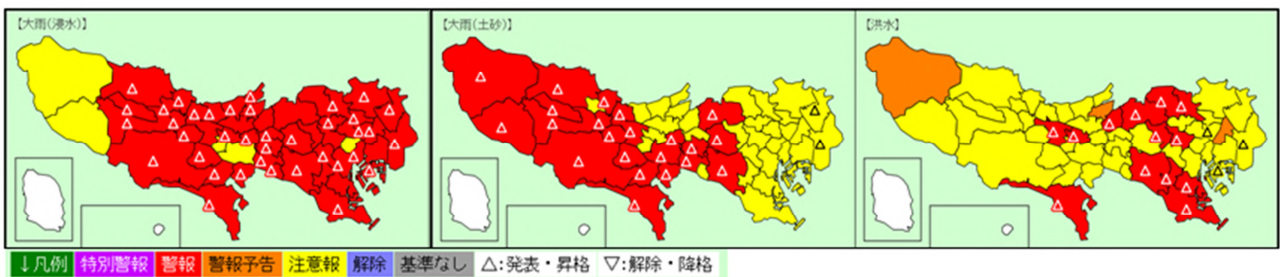 【大雨(浸水)】
【大雨(土砂)】
【洪水】
↓凡例 特別警報 警報 警報予告 注意報 解除 基準なし △:発表・昇格 ▽:解除・降格